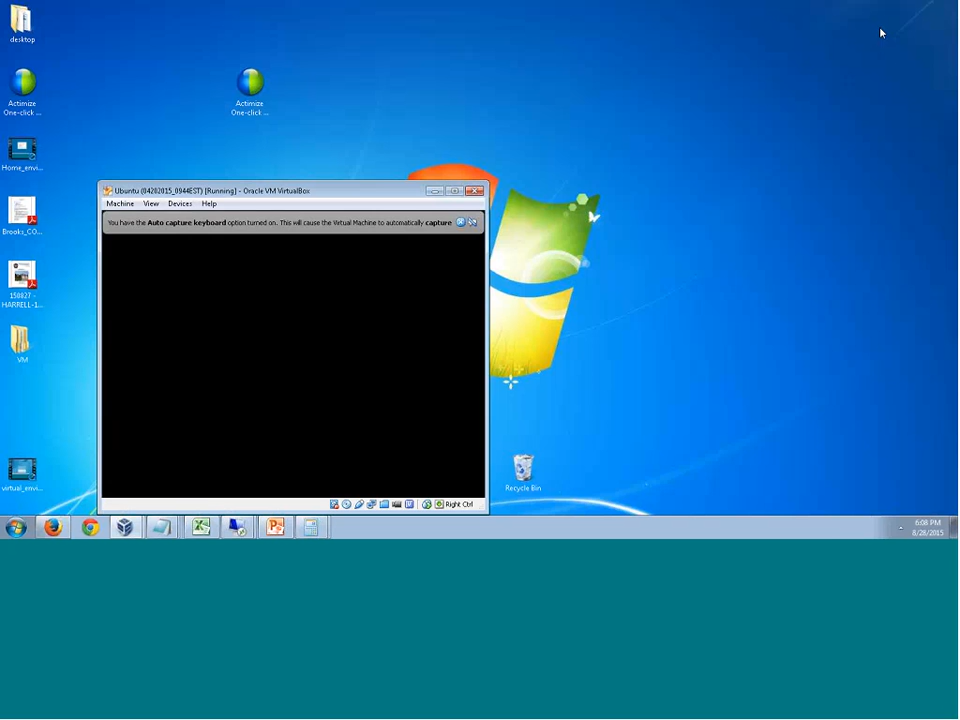 desktop
Actimize
One-click ...
Actimize
One-click ...
Home_envi...
Ubuntu (04202015_0944EST) [Running] - Oracle VM VirtualBox
Machine View Devices Help
You have the Auto capture keyboard option turned on. This will cause the Virtual Machine to automatically capture
Brooks_CO...
150827 -
HARRELL-1...
VM
virtual_envi...
Recycle Bin
Right Ctrl
6:08 PM
8/28/2015